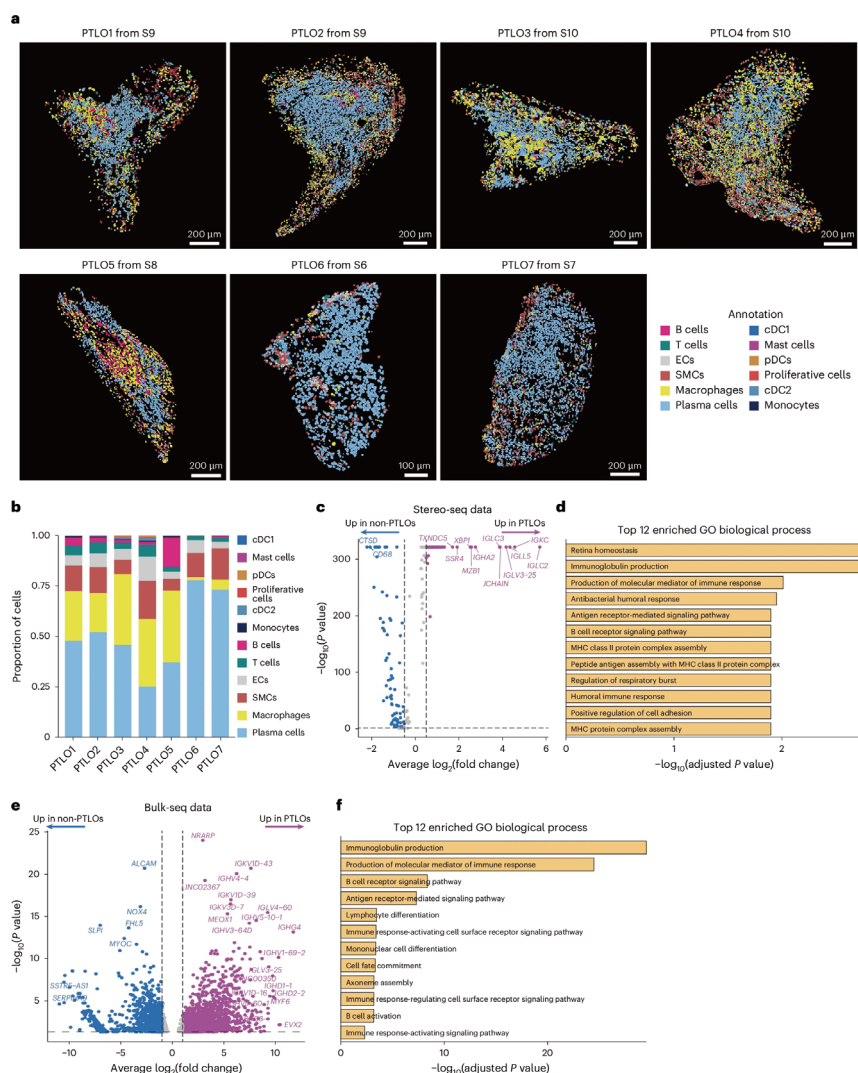 a
PTLO1 from S9
PTLO2 from S9
PTLO3 from S10
PTLO4 from S10
200 μm
200 μm
200 μm
200 μm
PTLO5 from S8
PTLO6 from S6
PTLO7 from S7
200 μm
100 μm
200 μm
Annotation
B cells
T cells
ECs
SMCs
Macrophages
Plasma cells
cDC1
Mast cells
pDCs
Proliferative cells
cDC2
Monocytes
b
Proportion of cells
1.00
0.75
0.50
0.25
0
PTLO1
PTLO2
PTLO3
PTLO4
PTLO5
PTLO6
PTLO7
cDC1
Mast cells
pDCs
Proliferative
cells
cDC2
Monocytes
B cells
T cells
ECs
SMCs
Macrophages
Plasma cells
c
Stereo-seq data
Up in non-PTLOs
Up in PTLOs
CTSD
CD68
TXNDC5
XBP1
IGLC3
IGKC
SSR4
IGHA2
IGLL5
IGLC2
MZB1
IGLV3-25
JCHAIN
−log10(P value)
300
200
100
0
−2
0
2
4
6
Average log2(fold change)
d
Top 12 enriched GO biological process
Retina homeostasis
Immunoglobulin production
Production of molecular mediator of immune response
Antibacterial humoral response
Antigen receptor-mediated signaling pathway
B cell receptor signaling pathway
MHC class II protein complex assembly
Peptide antigen assembly with MHC class II protein complex
Regulation of respiratory burst
Humoral immune response
Positive regulation of cell adhesion
MHC protein complex assembly
0
1
2
−log10(adjusted P value)
e
Bulk-seq data
Up in non-PTLOs
Up in PTLOs
−log10(P value)
25
20
15
10
5
NRARP
ALCAM
IGKV1D-43
IGHV4-4
LINC02367
IGKV1D-39
NOX4
IGKV3D-7
IGLV4-60
MEOX1
IGHV5-10-1
SLPI
FHL5
IGHV3-64D
IGHG4
MYOC
IGHV1-69-2
IGLV3-25
SSTR5-AS1
IGHD1-1
IGHD2-2
MYF6
EVX2
−10
−5
0
5
10
Average log2(fold change)
f
Top 12 enriched GO biological process
Immunoglobulin production
Production of molecular mediator of immune response
B cell receptor signaling pathway
Antigen receptor-mediated signaling pathway
Lymphocyte differentiation
Immune response-activating cell surface receptor signaling pathway
Mononuclear cell differentiation
Cell fate commitment
Axoneme assembly
Immune response-regulating cell surface receptor signaling pathway
B cell activation
Immune response-activating signaling pathway
0
10
20
−log10(adjusted P value)